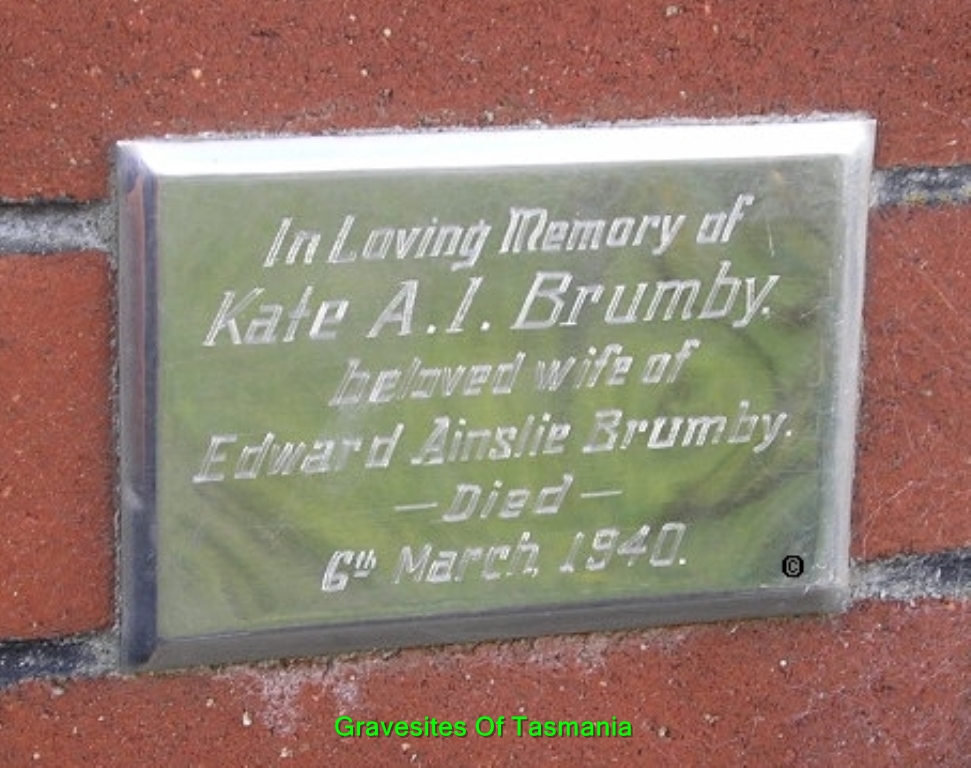 In Loving Memory of
Kate A.I. Brumby.
beloved wife of
Edward Ainslie Brumby.
— Died —
6th March, 1940.
©
Gravesites Of Tasmania